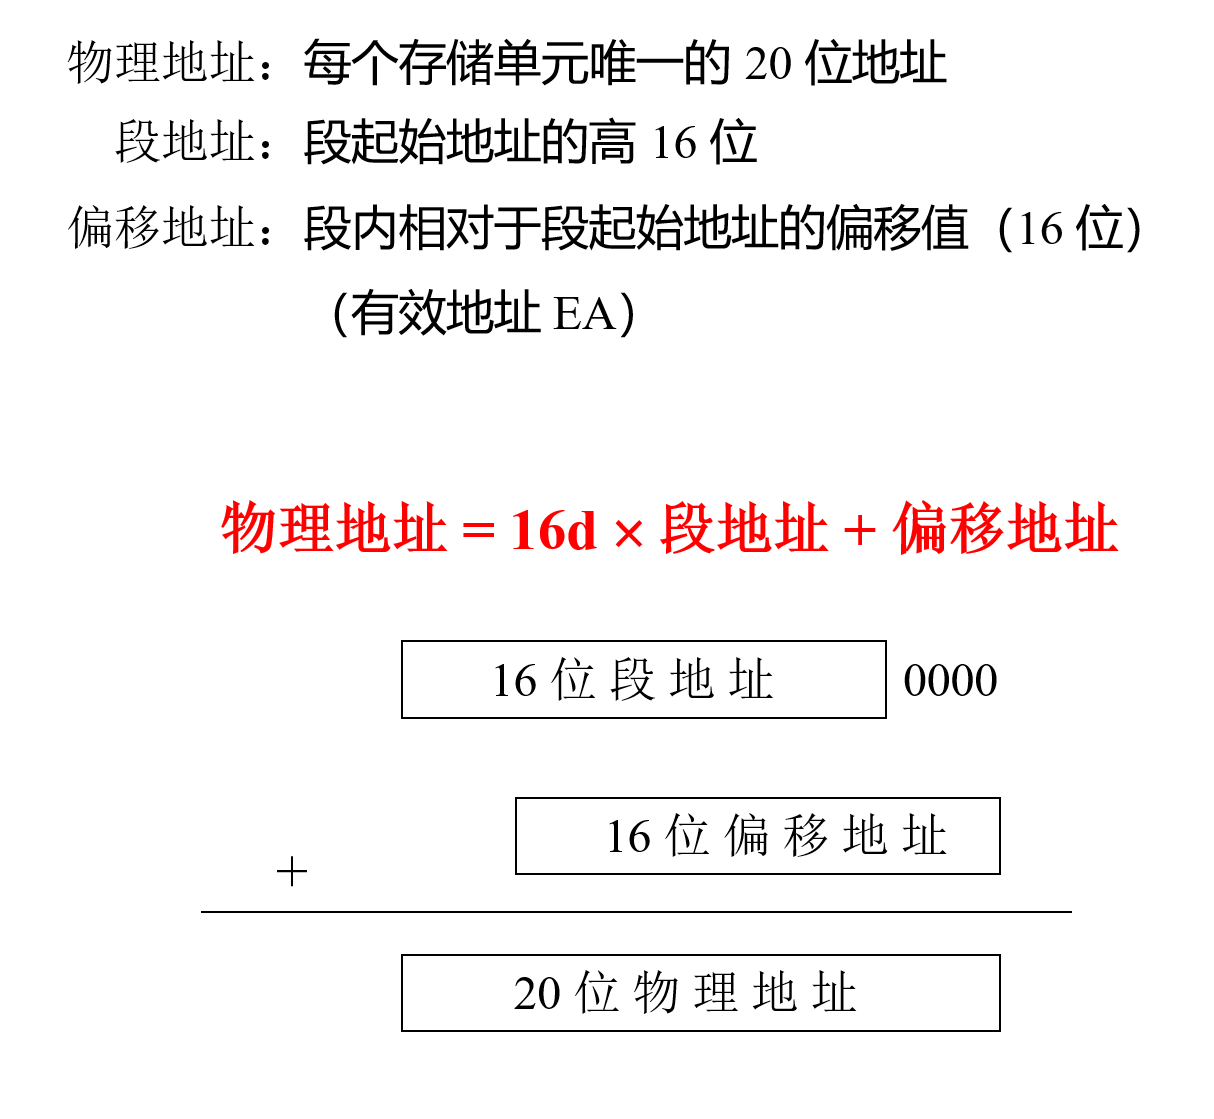 物理地址：每个存储单元唯一的 20 位地址
段地址：段起始地址的高 16 位
偏移地址：段内相对于段起始地址的偏移值（16 位）
（有效地址 EA）
物理地址 = 16d × 段地址 + 偏移地址
16 位 段 地 址 0000
16 位 偏 移 地 址
+
20 位 物 理 地 址